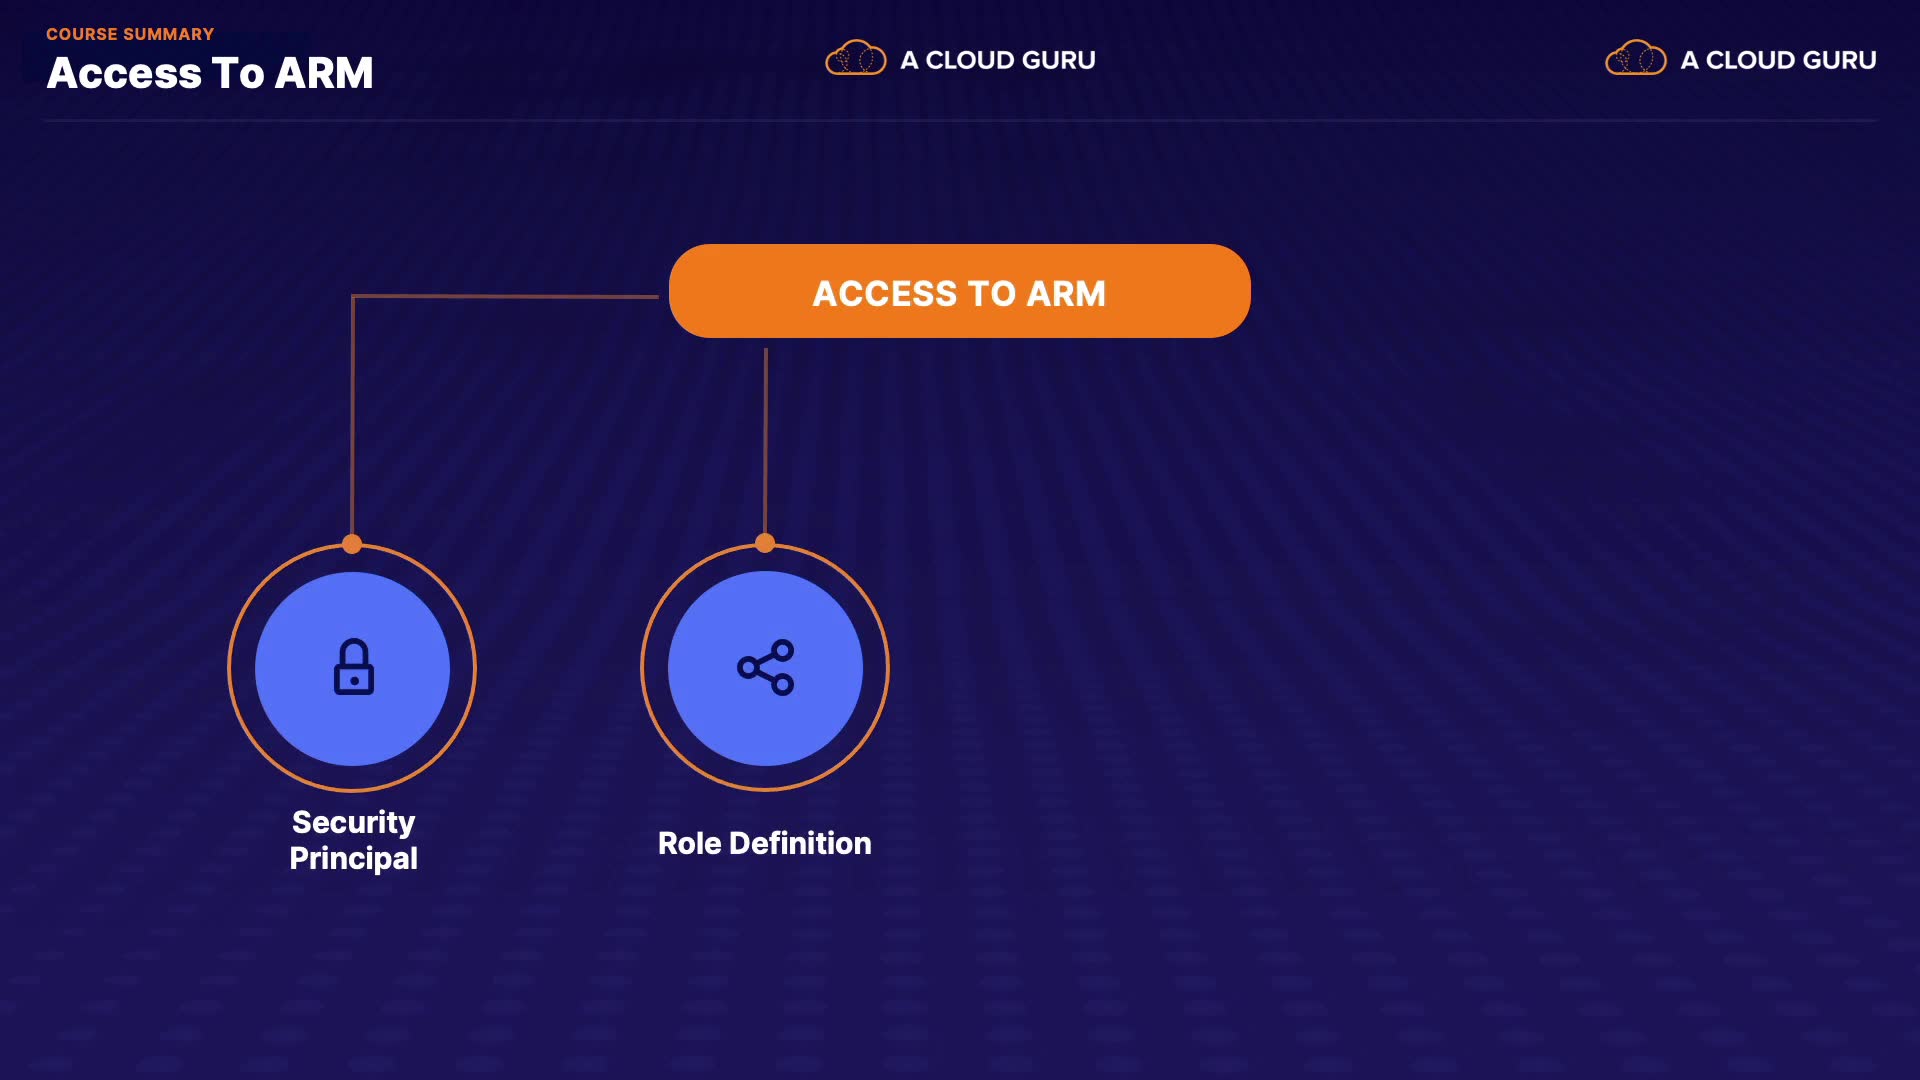 COURSE SUMMARY
Access To ARM
A CLOUD GURU
A CLOUD GURU
ACCESS TO ARM
Security
Principal
Role Definition